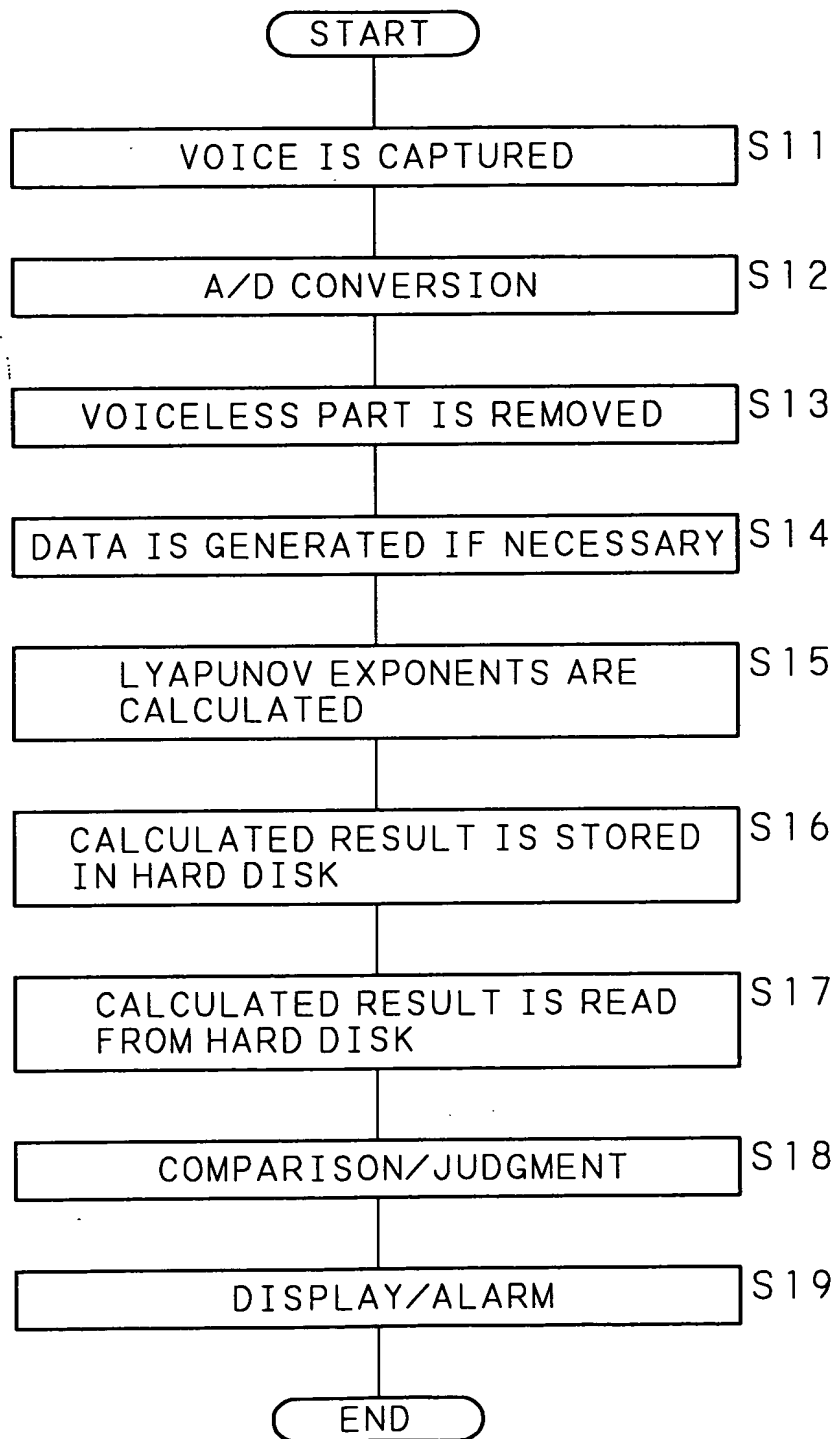 START
VOICE IS CAPTURED
S11
A/D CONVERSION
S12
VOICELESS PART IS REMOVED
S13
DATA IS GENERATED IF NECESSARY
S14
LYAPUNOV EXPONENTS ARE
CALCULATED
S15
CALCULATED RESULT IS STORED
IN HARD DISK
S16
CALCULATED RESULT IS READ
FROM HARD DISK
S17
COMPARISON/JUDGMENT
S18
DISPLAY/ALARM
S19
END